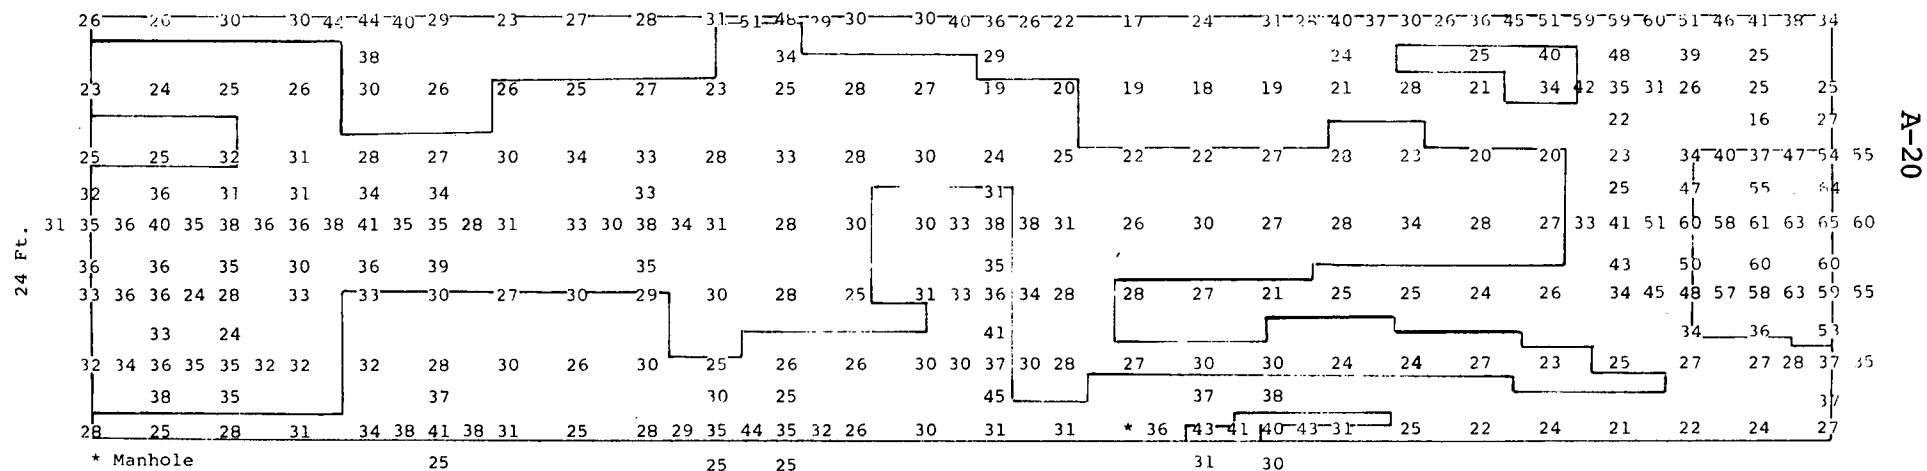 26 26 30 30 44 44 40 29 23 27 28 31 51 48 29 30 30 40 36 26 22 17 24 31 40 37 30 26 36 45 51 59 59 60 51 46 41 38 34
38 34 29 24 25 40 48 39 25
23 24 25 26 30 26 26 25 27 23 25 28 27 19 20 19 18 19 21 28 21 34 42 35 31 26 25 25
22 16 27
A-20
25 25 32 31 28 27 30 34 33 28 33 28 30 24 25 22 22 27 28 23 20 20 23 34 40 37 47 54 55
32 36 31 31 34 34 33 31 25 47 55 64
31 35 36 40 35 38 36 36 38 41 35 35 28 31 33 30 38 34 31 28 30 30 33 38 38 31 26 30 27 28 34 28 27 33 41 51 60 58 61 63 65 60
24 Ft.
36 36 35 30 36 39 35 35 43 50 60 60
33 36 36 24 28 33 33 30 27 30 29 30 28 25 31 33 36 34 28 28 27 21 25 25 24 26 34 45 48 57 58 63 59 55
33 24 41 34 36 53
32 34 36 35 35 32 32 32 28 30 26 30 25 26 26 30 30 37 30 28 27 30 30 24 24 27 23 25 27 27 28 37 35
38 35 37 30 25 45 37 38 37
28 25 28 31 34 38 41 38 31 25 28 29 35 44 35 32 26 30 31 31 * 36 43 41 40 43 31 25 22 24 21 22 24 27
* Manhole 25 25 25 31 30